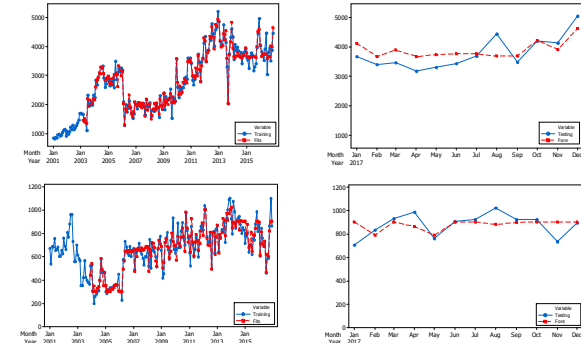 5000
4000
3000
2000
1000
Month Jan Jan Jan Jan Jan Jan Jan Jan
Year 2001 2003 2005 2007 2009 2011 2013 2015
Variable
Training
Fits
5000
4000
3000
2000
1000
Month Jan Feb Mar Apr May Jun Jul Aug Sep Oct Nov Dec
Year 2017
Variable
Testing
Fore
1200
1000
800
600
400
200
0
Month Jan Jan Jan Jan Jan Jan Jan Jan
Year 2001 2003 2005 2007 2009 2011 2013 2015
Variable
Training
Fits
1200
1000
800
600
400
200
0
Month Jan Feb Mar Apr May Jun Jul Aug Sep Oct Nov Dec
Year 2017
Variable
Testing
Fore